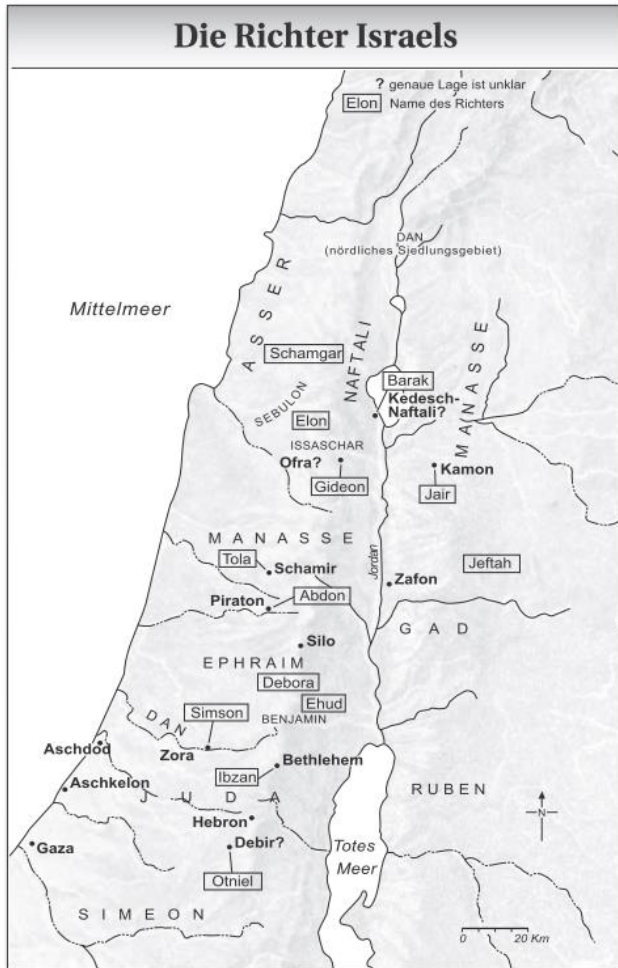 Die Richter Israels
? genaue Lage ist unklar
Elon Name des Richters
DAN
(nördliches Siedlungsgebiet)
Mittelmeer
ASSER
NAFTALI
MANASSE
Schamgar
Barak
Kedesch-
Naftali?
SEBULON
Elon
ISSASCHAR
Ofra?
Kamon
Gideon
Jair
MANASSE
Jordan
Tola
Schamir
Jeftah
Zafon
Abdon
Piraton
GAD
Silo
EPHRAIM
Debora
Ehud
Simson
DAN
BENJAMIN
Aschdod
Zora
Bethlehem
Ibzan
Aschkelon
JUDA
RUBEN
Hebron
N
Gaza
Debir?
Totes
Meer
Otniel
SIMEON
0 20 Km